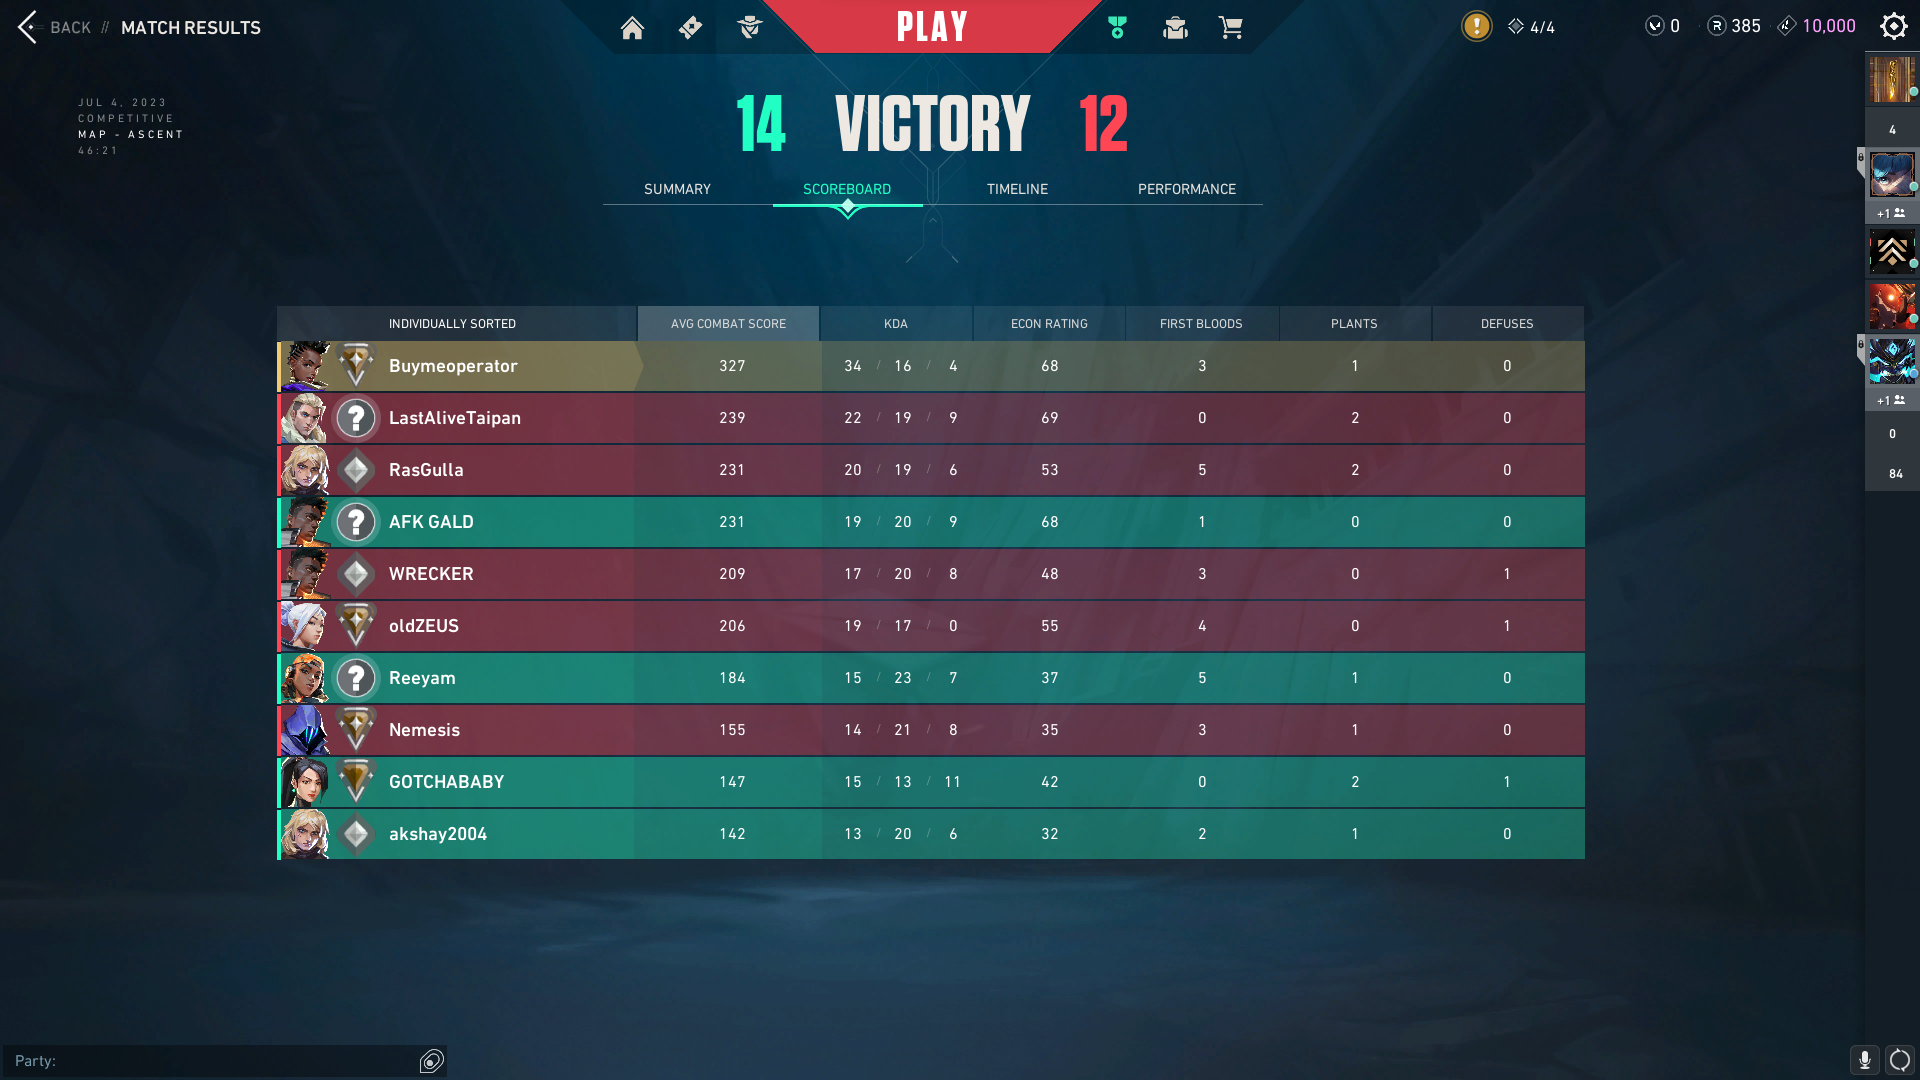 BACK // MATCH RESULTS
PLAY
4/4
0
385
10,000
JUL 4, 2023
COMPETITIVE
MAP - ASCENT
46:21
14 VICTORY 12
SUMMARY SCOREBOARD TIMELINE PERFORMANCE
INDIVIDUALLY SORTED AVG COMBAT SCORE KDA ECON RATING FIRST BLOODS PLANTS DEFUSES
Buymeoperator 327 34 / 16 / 4 68 3 1 0
? LastAliveTaipan 239 22 / 19 / 9 69 0 2 0
RasGulla 231 20 / 19 / 6 53 5 2 0
? AFK GALD 231 19 / 20 / 9 68 1 0 0
WRECKER 209 17 / 20 / 8 48 3 0 1
oldZEUS 206 19 / 17 / 0 55 4 0 1
? Reeyam 184 15 / 23 / 7 37 5 1 0
Nemesis 155 14 / 21 / 8 35 3 1 0
GOTCHABABY 147 15 / 13 / 11 42 0 2 1
akshay2004 142 13 / 20 / 6 32 2 1 0
4
+1
+1
0
84
Party: